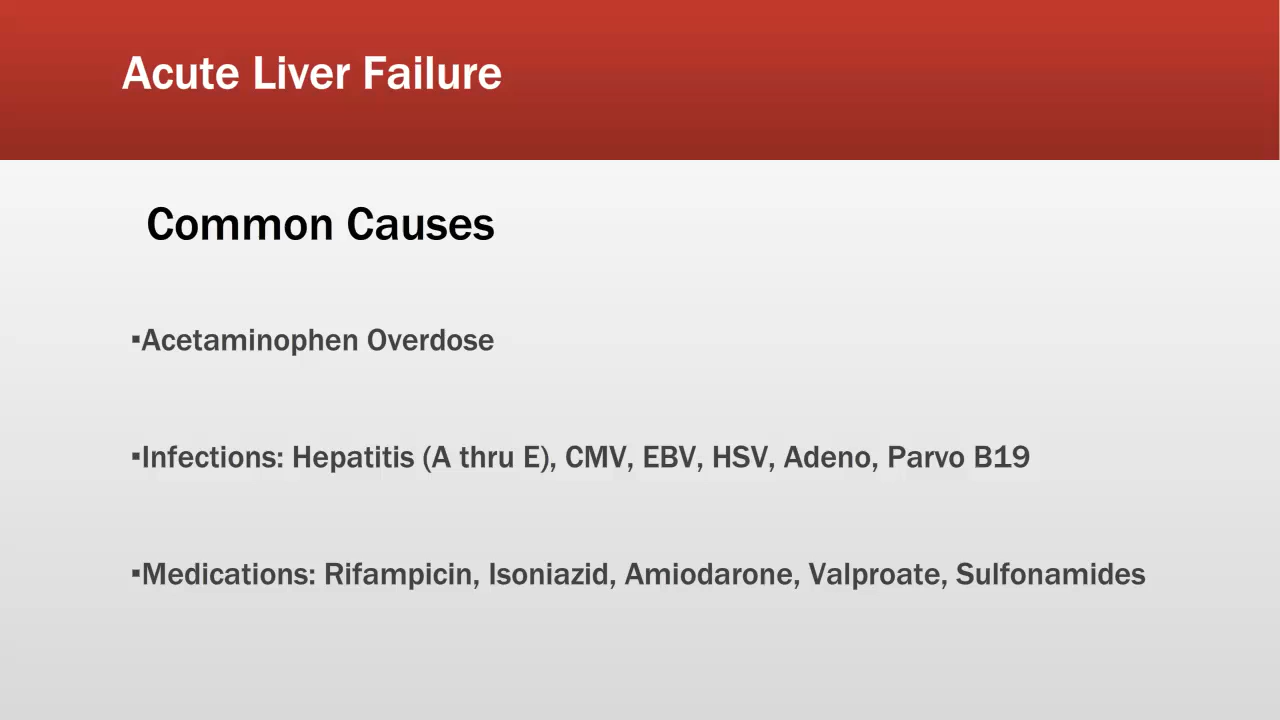 Acute Liver Failure
Common Causes
▪Acetaminophen Overdose
▪Infections: Hepatitis (A thru E), CMV, EBV, HSV, Adeno, Parvo B19
▪Medications: Rifampicin, Isoniazid, Amiodarone, Valproate, Sulfonamides